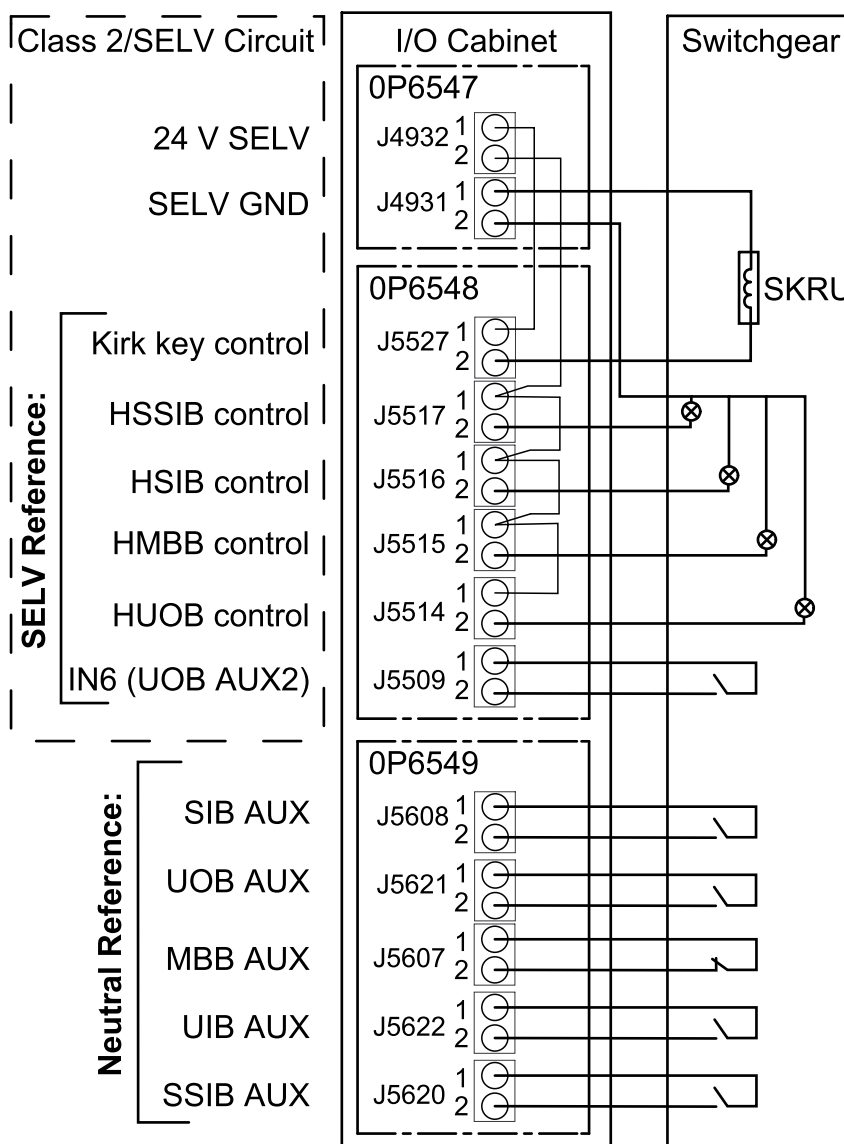 Class 2/SELV Circuit
I/O Cabinet
Switchgear
0P6547
24 V SELV
J4932 1
2
SELV GND
J4931 1
2
SKRU
0P6548
Kirk key control
J5527 1
2
HSSIB control
J5517 1
2
HSIB control
J5516 1
2
HMBB control
J5515 1
2
HUOB control
J5514 1
2
IN6 (UOB AUX2)
J5509 1
2
SELV Reference:
0P6549
SIB AUX
J5608 1
2
UOB AUX
J5621 1
2
MBB AUX
J5607 1
2
UIB AUX
J5622 1
2
SSIB AUX
J5620 1
2
Neutral Reference: